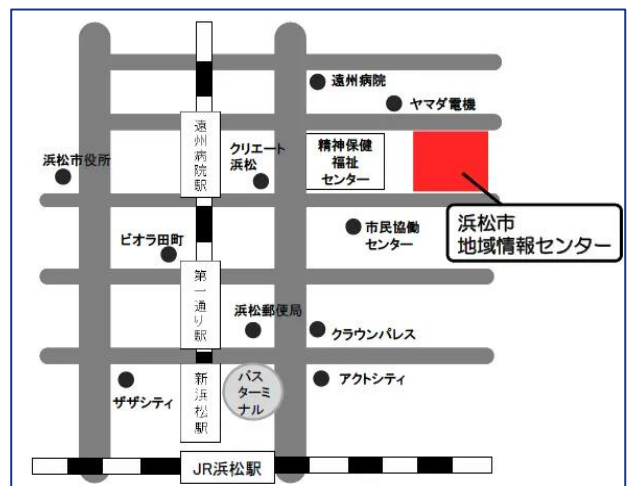 遠州病院
ヤマダ電機
遠州病院駅
クリエート
浜松
精神保健
福祉
センター
浜松市役所
浜松市
地域情報センター
市民協働
センター
ビオラ田町
第一通り駅
浜松郵便局
クラウンパレス
ザザシティ
新浜松駅
バス
ターミ
ナル
アクトシティ
JR浜松駅